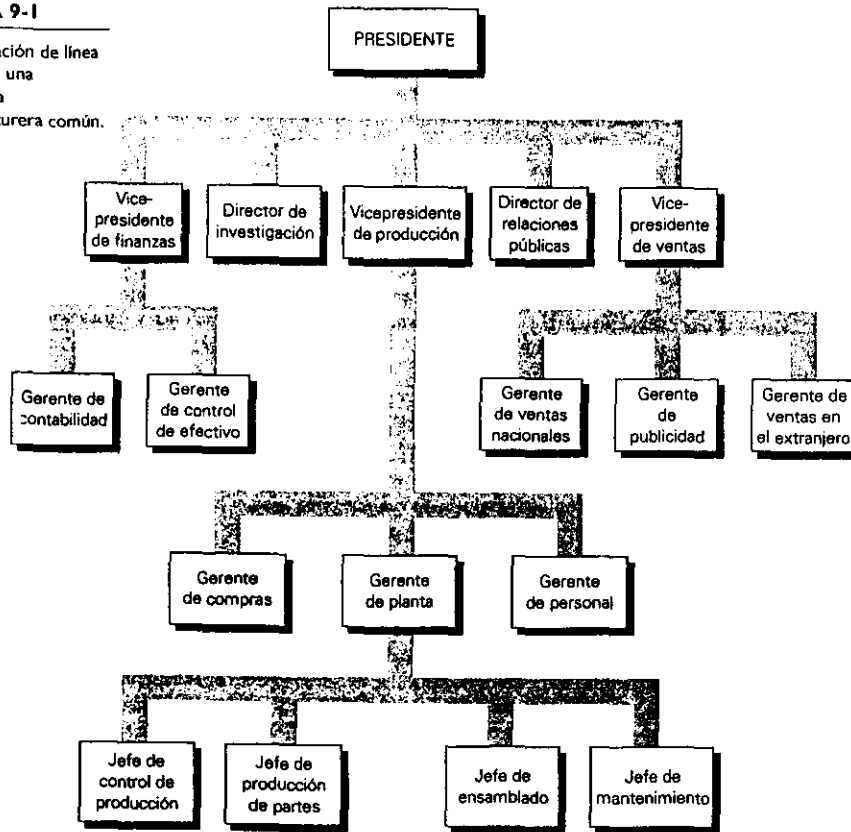 9-1
ción de línea
una
a
turera común.
PRESIDENTE
Vice-
presidente
de finanzas
Director de
investigación
Vicepresidente
de producción
Director de
relaciones
públicas
Vice-
presidente
de ventas
Gerente de
contabilidad
Gerente
de control
de efectivo
Gerente
de ventas
nacionales
Gerente
de
publicidad
Gerente de
ventas en
el extranjero
Gerente
de compras
Gerente
de planta
Gerente
de personal
Jefe de
control de
producción
Jefe de
producción
de partes
Jefe de
ensamblado
Jefe de
mantenimiento